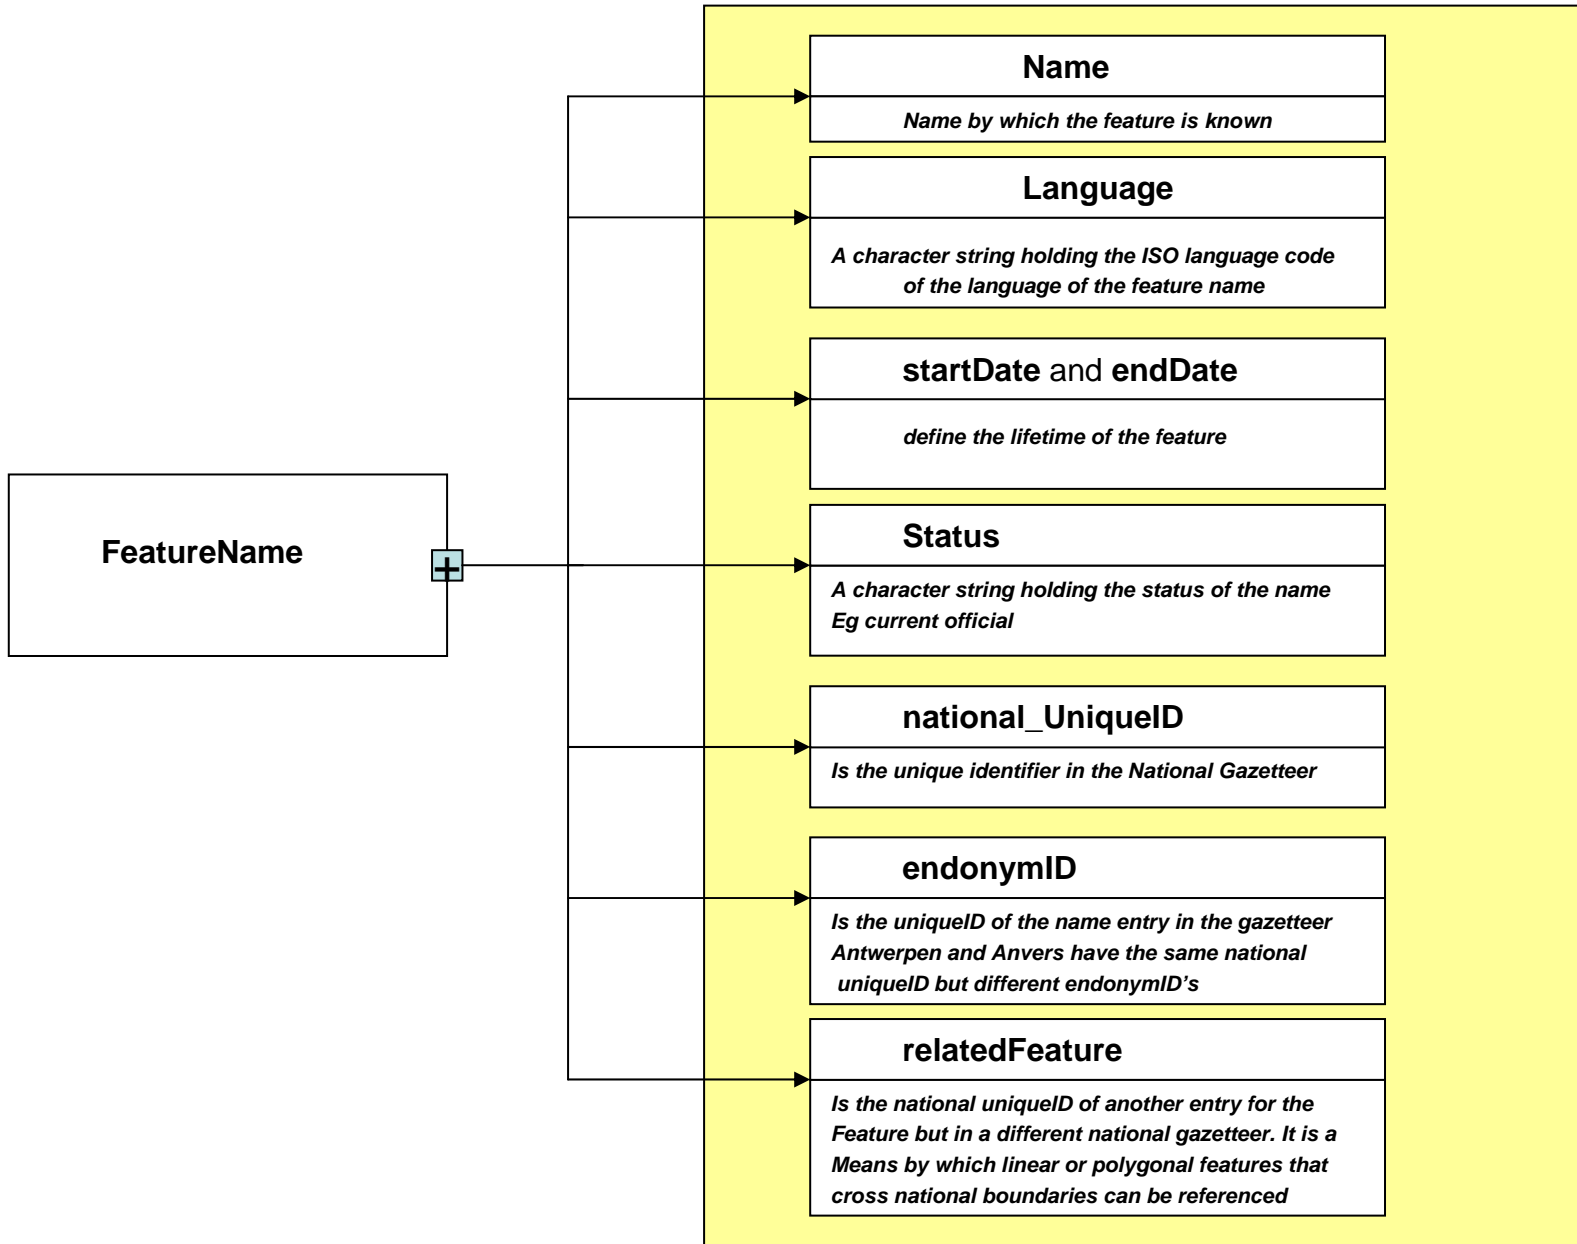 Name
Name by which the feature is known
Language
A character string holding the ISO language code
of the language of the feature name
startDate and endDate
define the lifetime of the feature
FeatureName
Status
A character string holding the status of the name
Eg current official
national_UniqueID
Is the unique identifier in the National Gazetteer
endonymID
Is the uniqueID of the name entry in the gazetteer
Antwerpen and Anvers have the same national
uniqueID but different endonymID's
relatedFeature
Is the national uniqueID of another entry for the
Feature but in a different national gazetteer. It is a
Means by which linear or polygonal features that
cross national boundaries can be referenced